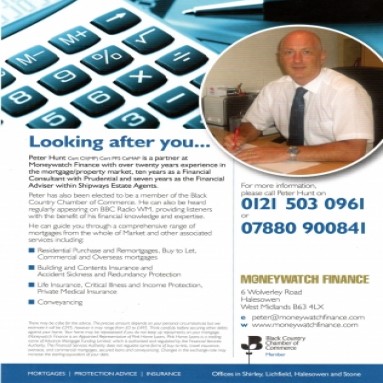 Looking after you...
Peter Hunt Cert CII(MP) Cert PFS CeMAP is a partner at
Moneywatch Finance with over twenty years experience in
the mortgage/property market, ten years as a Financial
Consultant with Prudential and seven years as the Financial
Adviser within Shipways Estate Agents.
Peter has also been elected to be a member of the Black
Country Chamber of Commerce. He can also be heard
regularly appearing on BBC Radio WM, providing listeners
with the benefit of his financial knowledge and expertise.
He can guide you through a comprehensive range of
mortgages from the whole of Market and other associated
services including:
Residential Purchase and Remortgages, Buy to Let,
Commercial and Overseas mortgages
Building and Contents Insurance and
Accident Sickness and Redundancy Protection
Life Insurance, Critical Illness and Income Protection,
Private Medical Insurance
Conveyancing
For more information,
please call Peter Hunt on
0121 503 0961
or
07880 900841
MONEYWATCH FINANCE
6 Wolverley Road
Halesowen
West Midlands B63 4LX
e peter@moneywatchfinance.com
w www.moneywatchfinance.com
Black Country
Chamber of
Commerce
Member
MORTGAGES | PROTECTION ADVICE | INSURANCE
Offices in Shirley, Lichfield, Halesowen and Stone